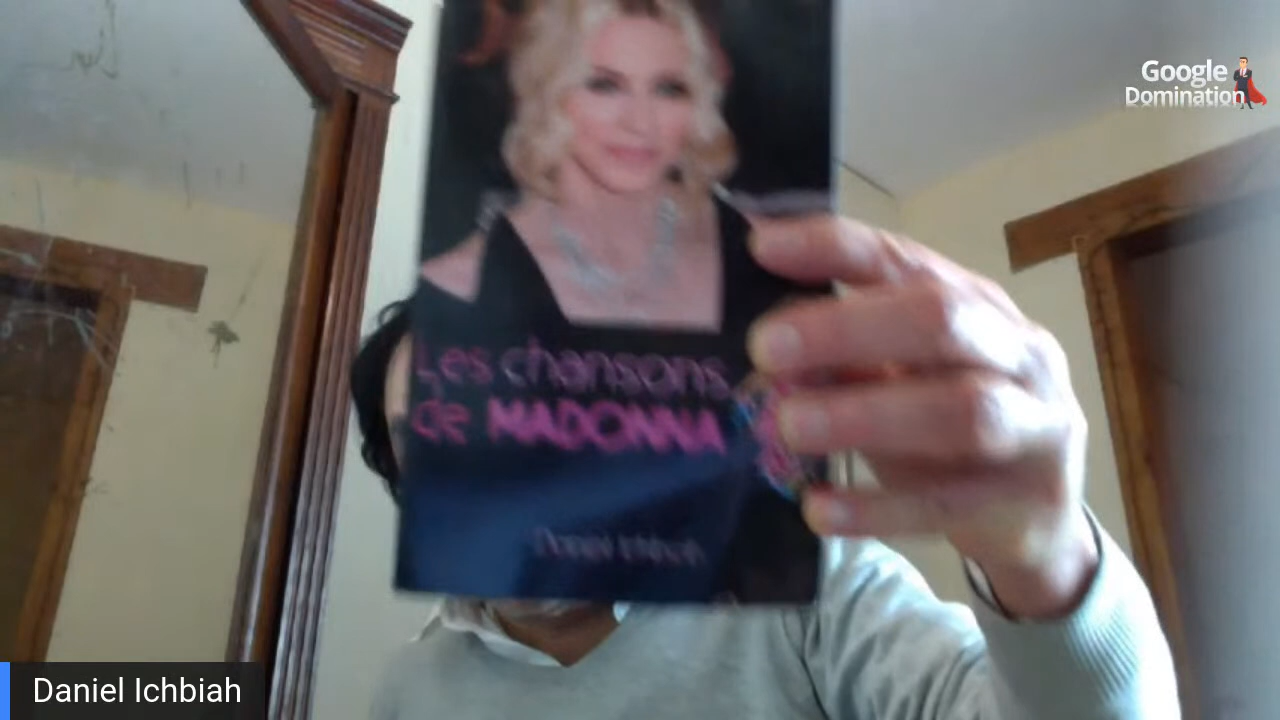 Google
Domination
Les chansons
de MADONNA
Daniel Ichbiah
Daniel Ichbiah